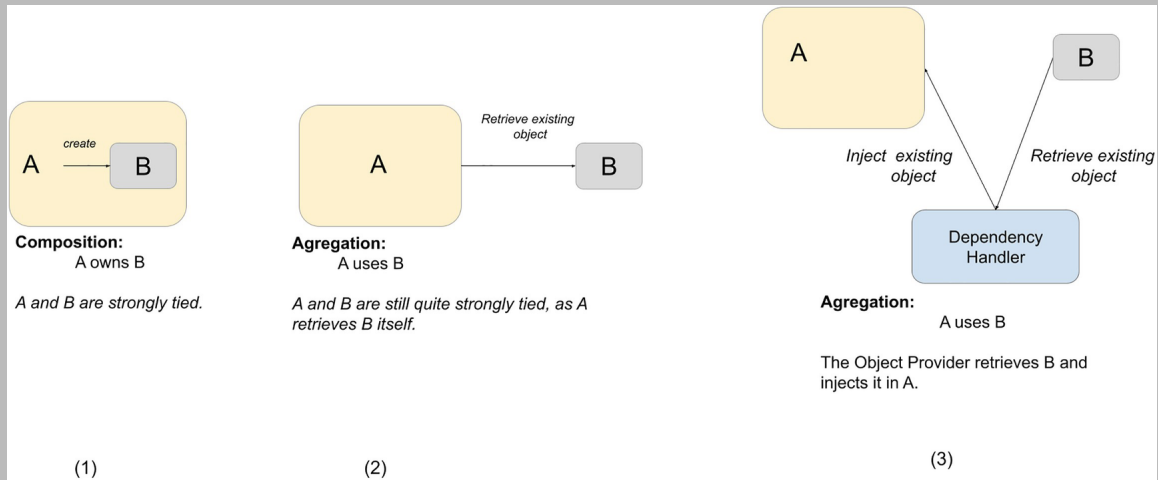 A
create
B
Composition:
A owns B
A and B are strongly tied.
(1)
A
Retrieve existing
object
B
Agregation:
A uses B
A and B are still quite strongly tied, as A
retrieves B itself.
(2)
A
B
Inject existing
object
Retrieve existing
object
Dependency
Handler
Agregation:
A uses B
The Object Provider retrieves B and
injects it in A.
(3)